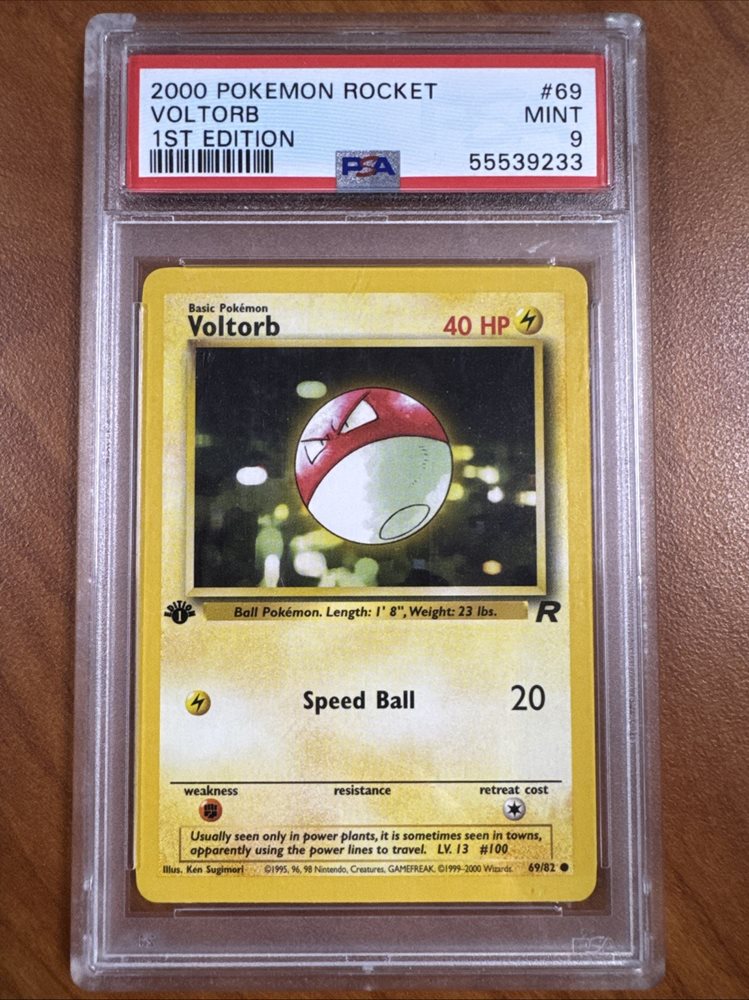 2000 POKEMON ROCKET #69
VOLTORB MINT
1ST EDITION 9
PSA 55539233
Basic Pokémon
Voltorb 40 HP
EDITION
1
Ball Pokémon. Length: 1' 8", Weight: 23 lbs. R
Speed Ball 20
weakness resistance retreat cost
Usually seen only in power plants, it is sometimes seen in towns,
apparently using the power lines to travel. LV. 13 #100
Illus. Ken Sugimori ©1995, 96, 98 Nintendo, Creatures, GAMEFREAK. ©1999-2000 Wizards. 69/82
PSA